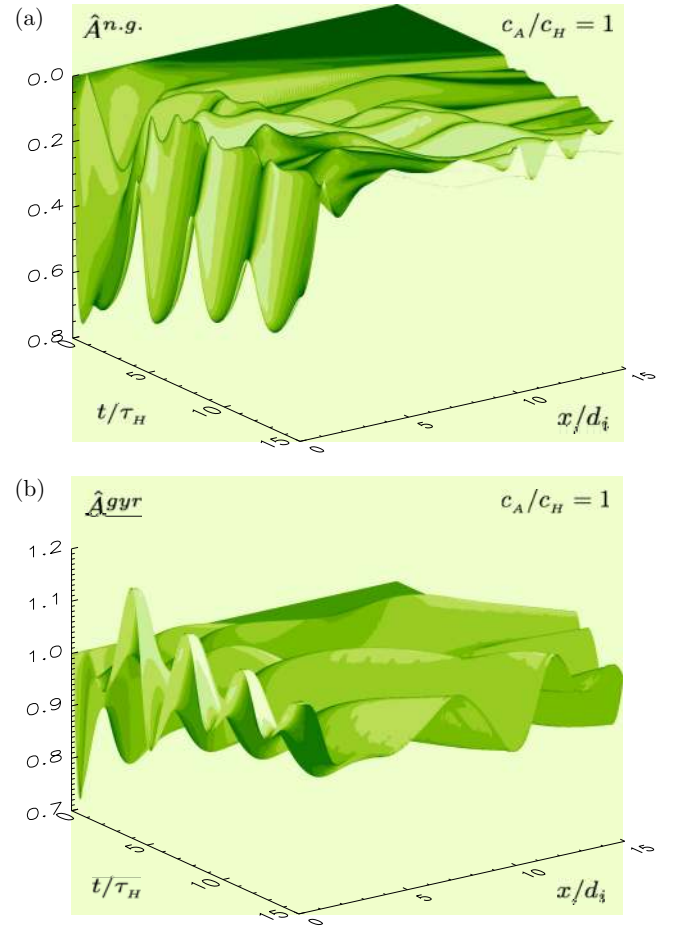 (a)
Â^{n.g.}
c_A/c_H = 1
0.0
0.2
0.4
0.6
0.8
0
5
10
15
t/τ_H
0
5
10
15
x/d_i
(b)
Â^{gyr}
c_A/c_H = 1
1.2
1.1
1.0
0.9
0.8
0.7
0
5
10
15
t/τ_H
0
5
10
15
x/d_i